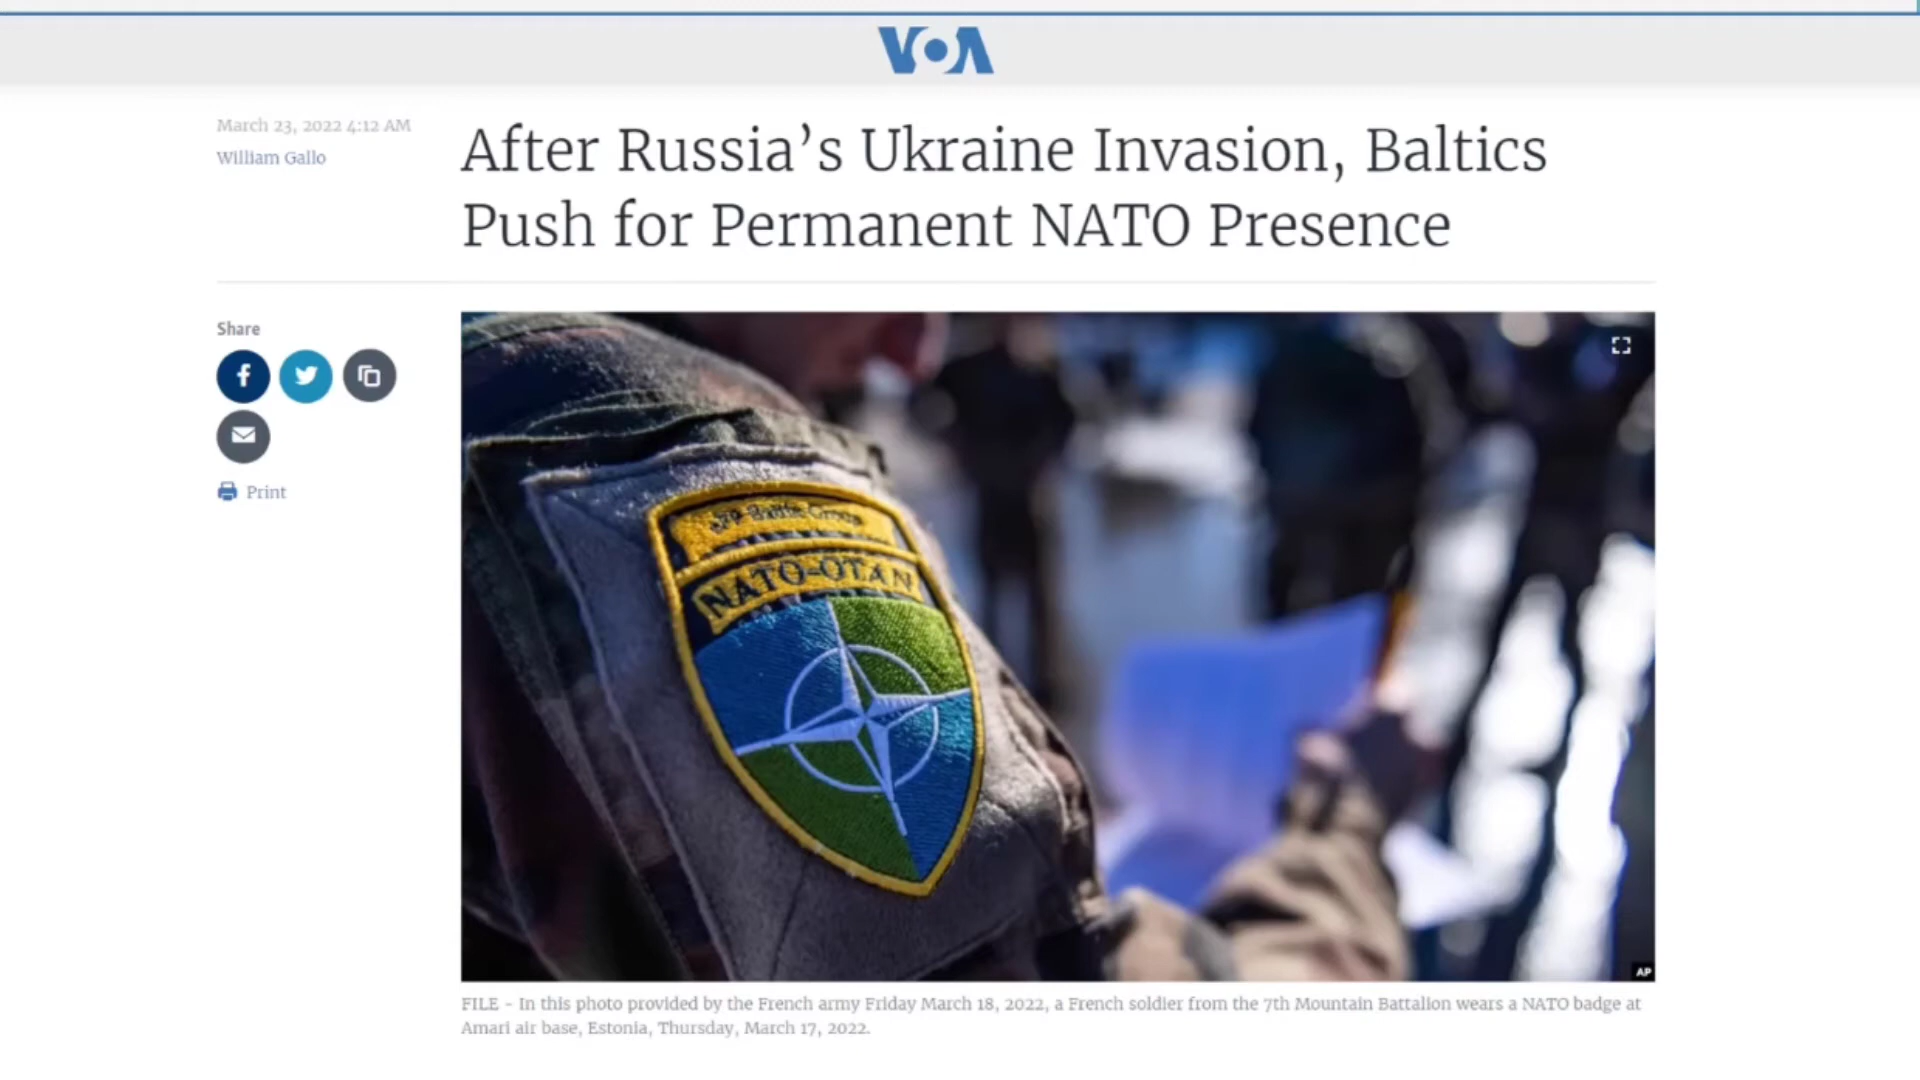 VOA
March 23, 2022 4:12 AM
William Gallo
After Russia’s Ukraine Invasion, Baltics
Push for Permanent NATO Presence
Share
Print
Battle Group
NATO-OTAN
AP
FILE - In this photo provided by the French army Friday March 18, 2022, a French soldier from the 7th Mountain Battalion wears a NATO badge at
Amari air base, Estonia, Thursday, March 17, 2022.